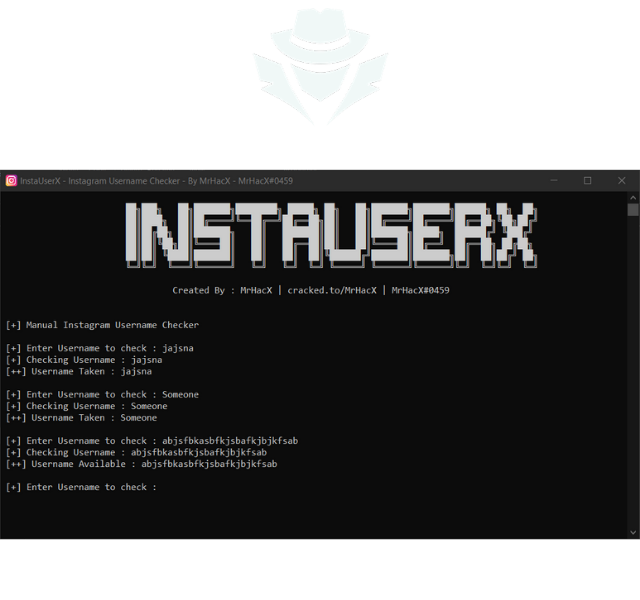 InstaUserX - Instagram Username Checker - By MrHacX - MrHacX#0459
INSTAUSERX
Created By : MrHacX | cracked.to/MrHacX | MrHacX#0459
[+] Manual Instagram Username Checker
[+] Enter Username to check : jajsna
[+] Checking Username : jajsna
[++] Username Taken : jajsna
[+] Enter Username to check : Someone
[+] Checking Username : Someone
[++] Username Taken : Someone
[+] Enter Username to check : abjsfbkasbfkjsbafkjbjkfsab
[+] Checking Username : abjsfbkasbfkjsbafkjbjkfsab
[++] Username Available : abjsfbkasbfkjsbafkjbjkfsab
[+] Enter Username to check :